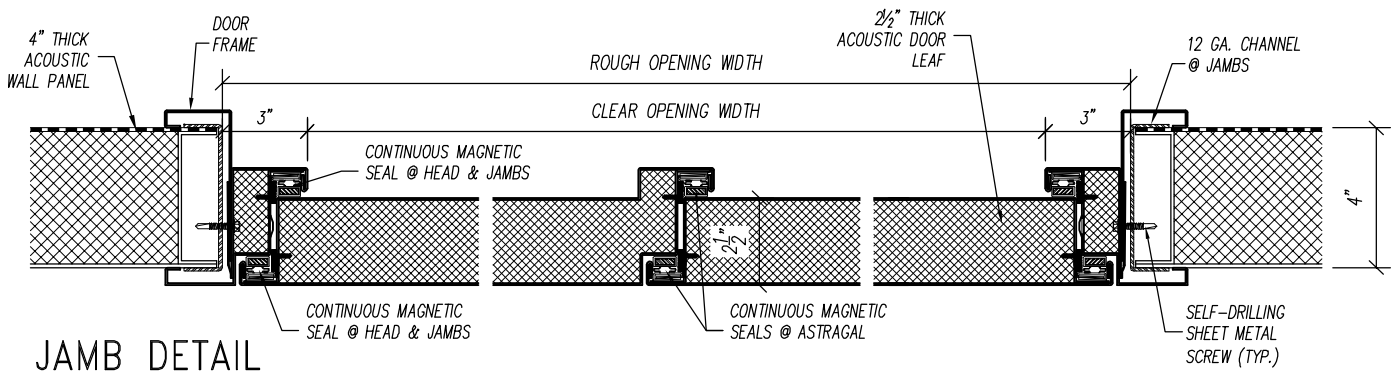 4" THICK
ACOUSTIC
WALL PANEL
DOOR
FRAME
ROUGH OPENING WIDTH
2½" THICK
ACOUSTIC DOOR
LEAF
12 GA. CHANNEL
@ JAMBS
3"
CLEAR OPENING WIDTH
3"
CONTINUOUS MAGNETIC
SEAL @ HEAD & JAMBS
2½"
4"
CONTINUOUS MAGNETIC
SEAL @ HEAD & JAMBS
CONTINUOUS MAGNETIC
SEALS @ ASTRAGAL
SELF-DRILLING
SHEET METAL
SCREW (TYP.)
JAMB DETAIL